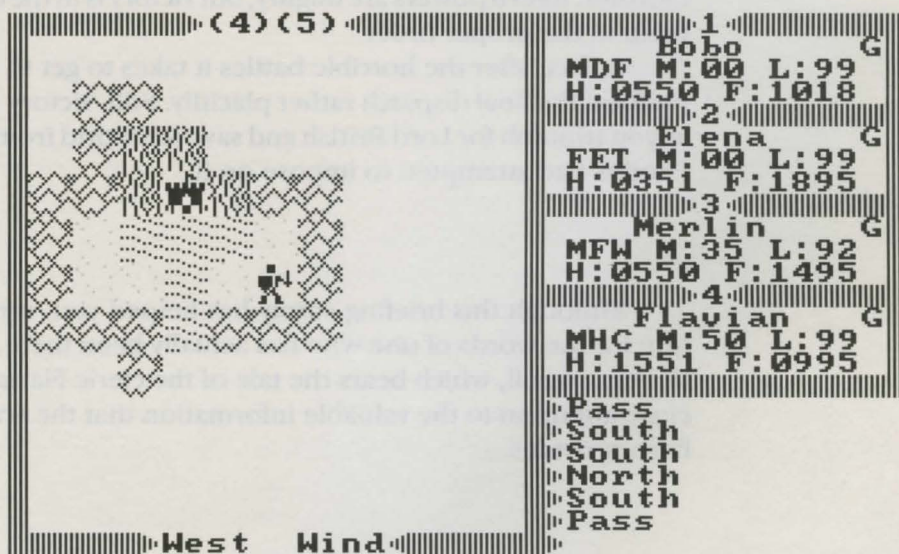 (4)(5)
1
Bobo G
MDF M:00 L:99
H:0550 F:1018
2
Elena G
FET M:00 L:99
H:0351 F:1895
3
Merlin G
MFW M:35 L:92
H:0550 F:1495
4
Flavian G
MHC M:50 L:99
H:1551 F:0995
Pass
South
South
North
South
Pass
West Wind